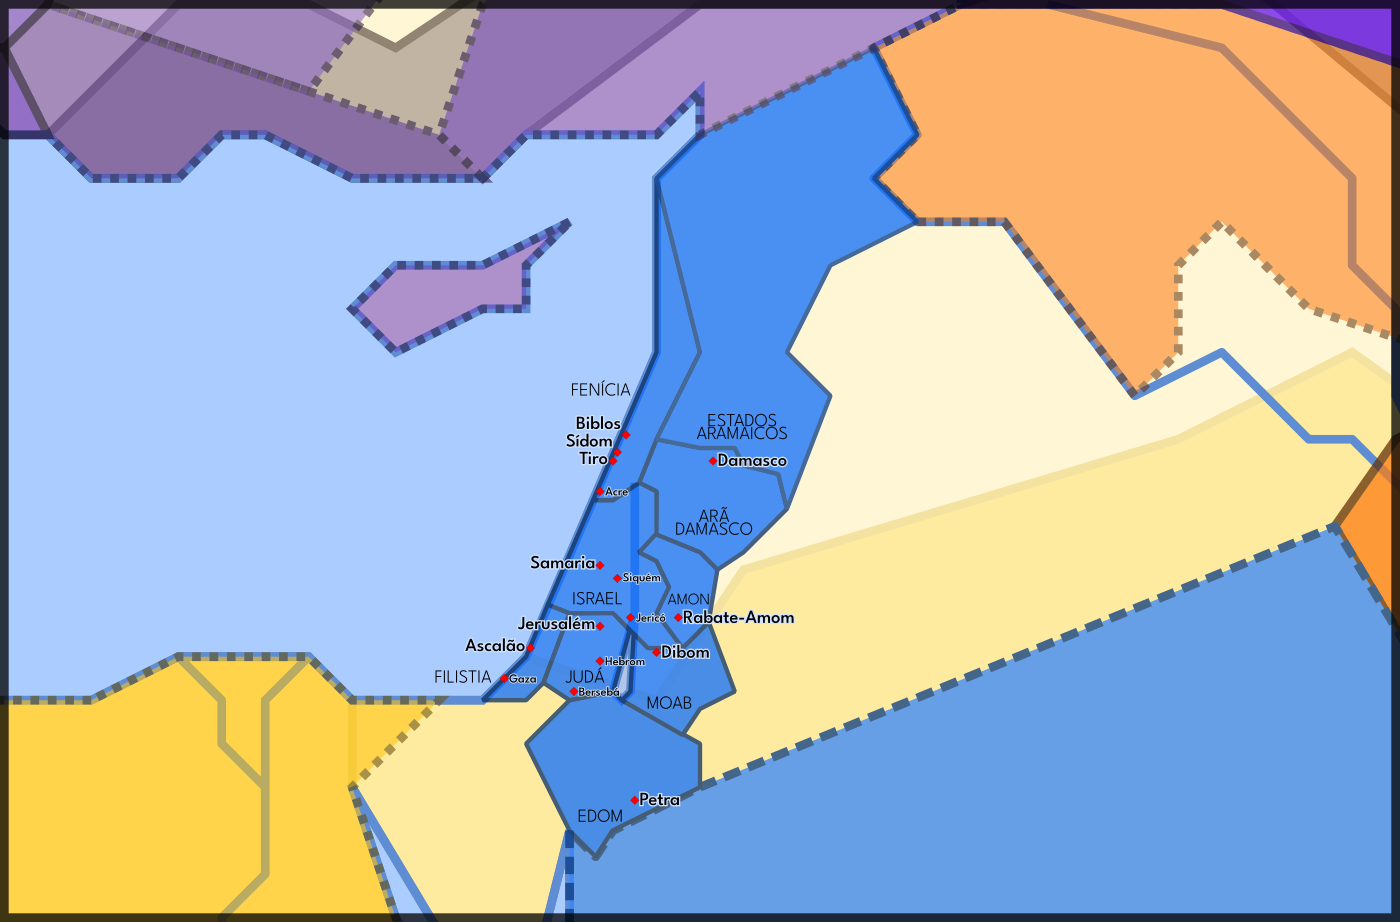 FENÍCIA
Biblos
Sídom
Tiro
Acre
ESTADOS
ARAMAICOS
Damasco
ARÃ
DAMASCO
Samaria
Siquém
ISRAEL
AMON
Jericó
Rabate-Amom
Jerusalém
Ascalão
Hebrom
Dibom
FILISTIA
Gaza
JUDÁ
Bersebá
MOAB
Petra
EDOM